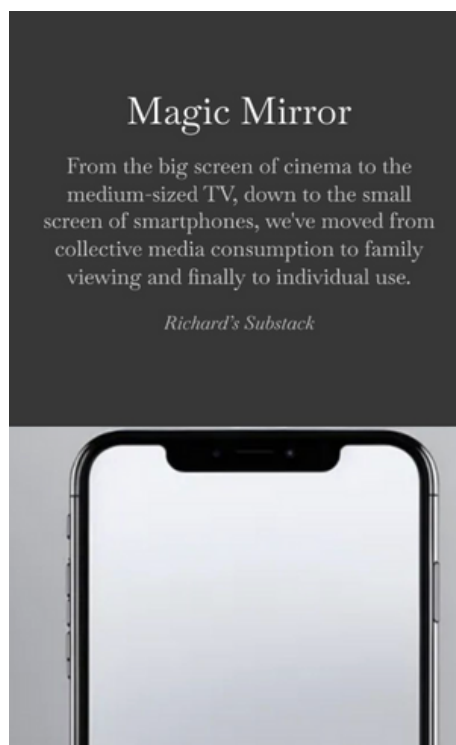 Magic Mirror
From the big screen of cinema to the
medium-sized TV, down to the small
screen of smartphones, we've moved from
collective media consumption to family
viewing and finally to individual use.
Richard’s Substack